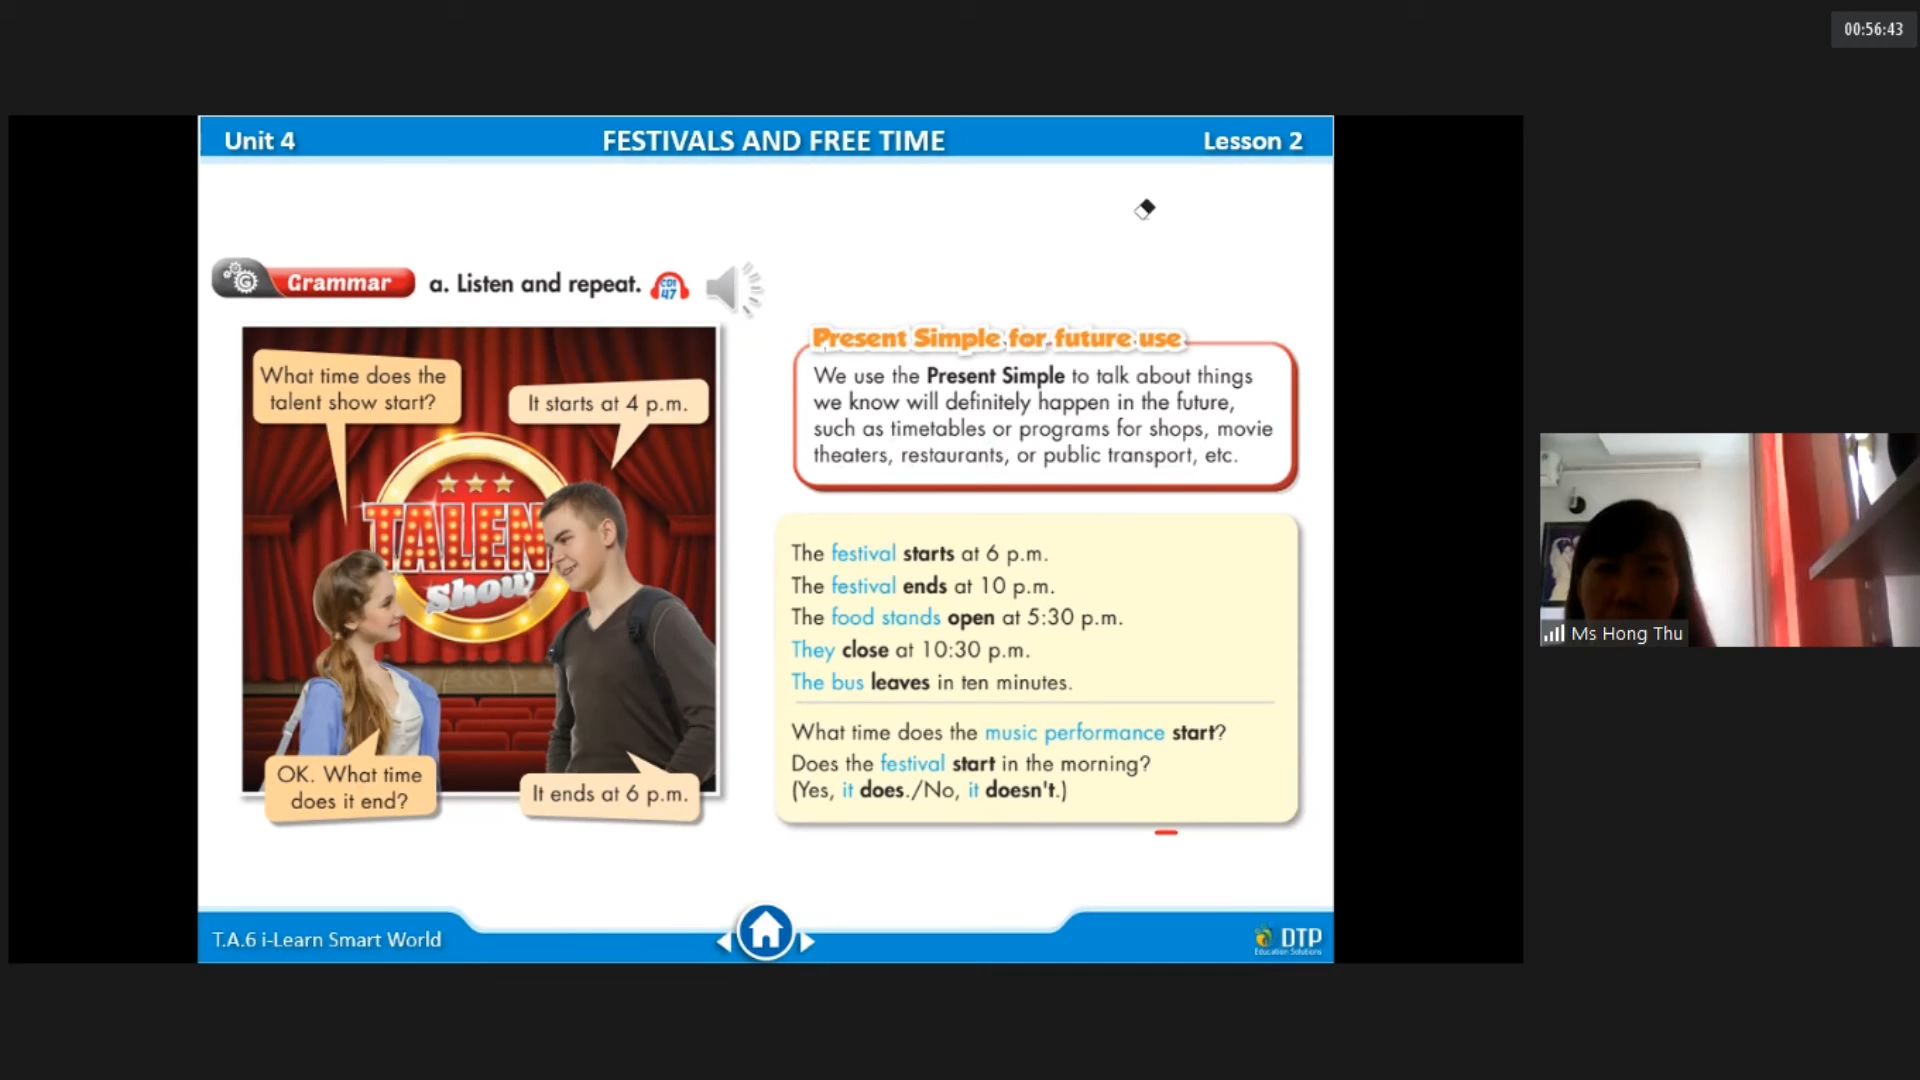 00:56:43
Unit 4
FESTIVALS AND FREE TIME
Lesson 2
G
Grammar
a. Listen and repeat.
CD1
47
What time does the
talent show start?
It starts at 4 p.m.
TALEN
Show
OK. What time
does it end?
It ends at 6 p.m.
Present Simple for future use
We use the Present Simple to talk about things
we know will definitely happen in the future,
such as timetables or programs for shops, movie
theaters, restaurants, or public transport, etc.
The festival starts at 6 p.m.
The festival ends at 10 p.m.
The food stands open at 5:30 p.m.
They close at 10:30 p.m.
The bus leaves in ten minutes.
What time does the music performance start?
Does the festival start in the morning?
(Yes, it does./No, it doesn't.)
Ms Hong Thu
T.A.6 i-Learn Smart World
DTP
Education Solutions